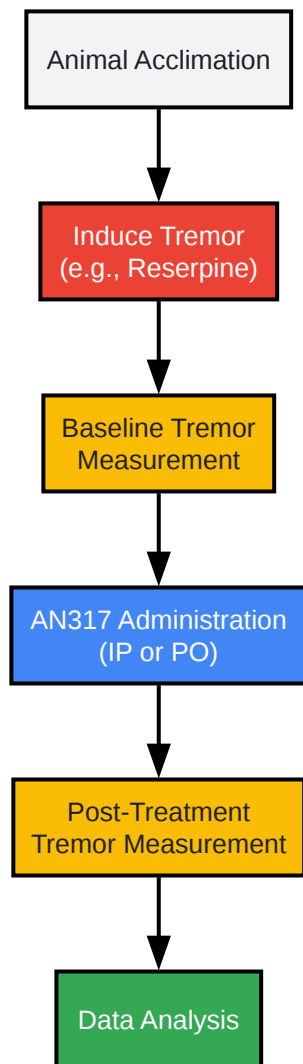 Animal Acclimation
Induce Tremor
(e.g., Reserpine)
Baseline Tremor
Measurement
AN317 Administration
(IP or PO)
Post-Treatment
Tremor Measurement
Data Analysis